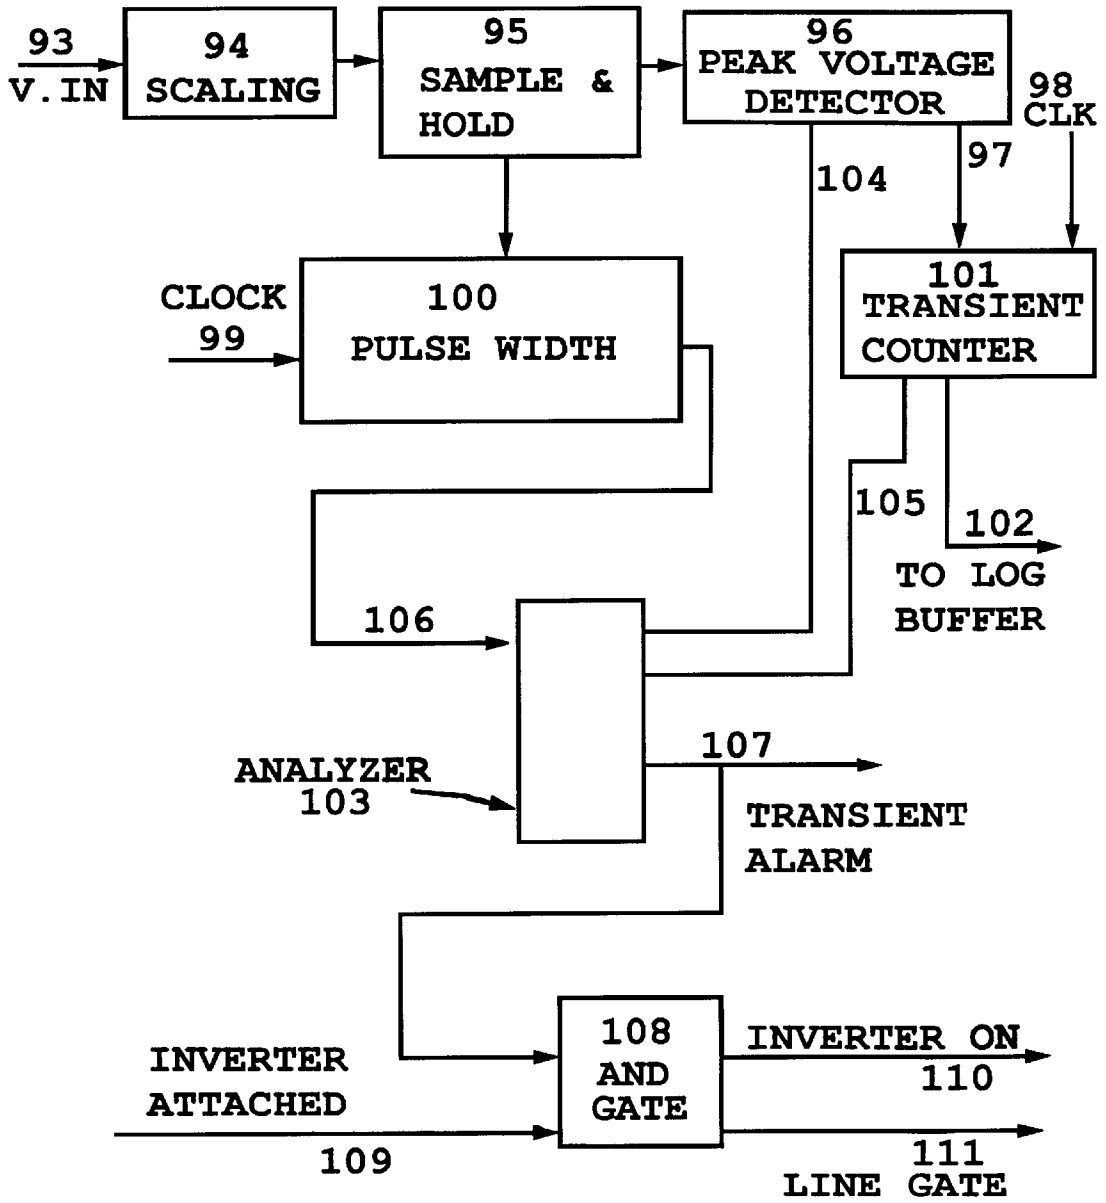 93
V.IN
94
SCALING
95
SAMPLE &
HOLD
96
PEAK VOLTAGE
DETECTOR
98
CLK
97
104
101
TRANSIENT
COUNTER
CLOCK
99
100
PULSE WIDTH
105
102
TO LOG
BUFFER
106
ANALYZER
103
107
TRANSIENT
ALARM
108
AND
GATE
INVERTER ON
110
INVERTER
ATTACHED
109
111
LINE GATE